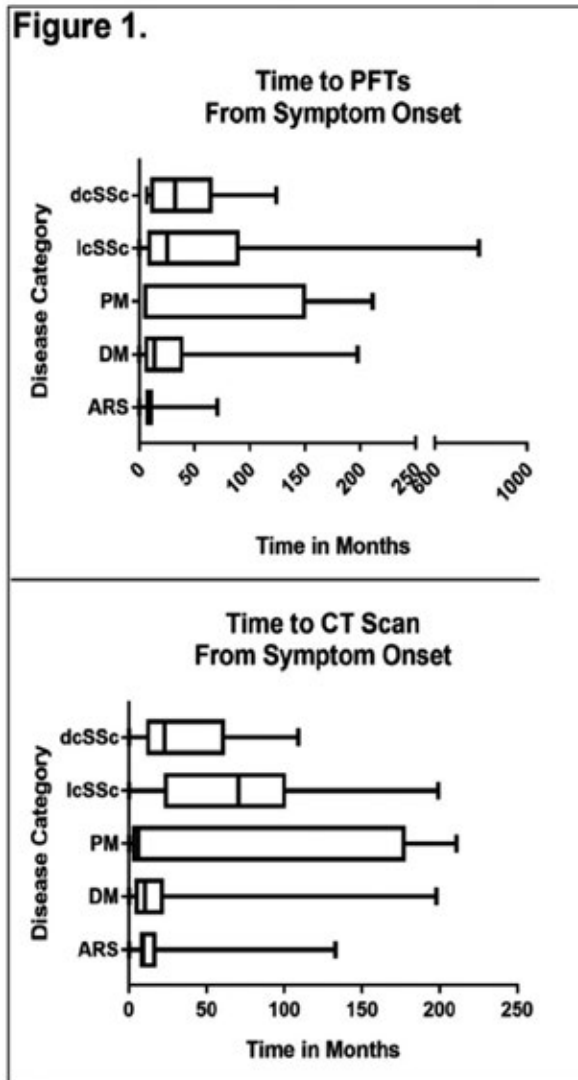 Figure 1.
Time to PFTs
From Symptom Onset
Disease Category
dcSSc
lcSSc
PM
DM
ARS
0 50 100 150 200 250 600 1000
Time in Months
Time to CT Scan
From Symptom Onset
Disease Category
dcSSc
lcSSc
PM
DM
ARS
0 50 100 150 200 250
Time in Months